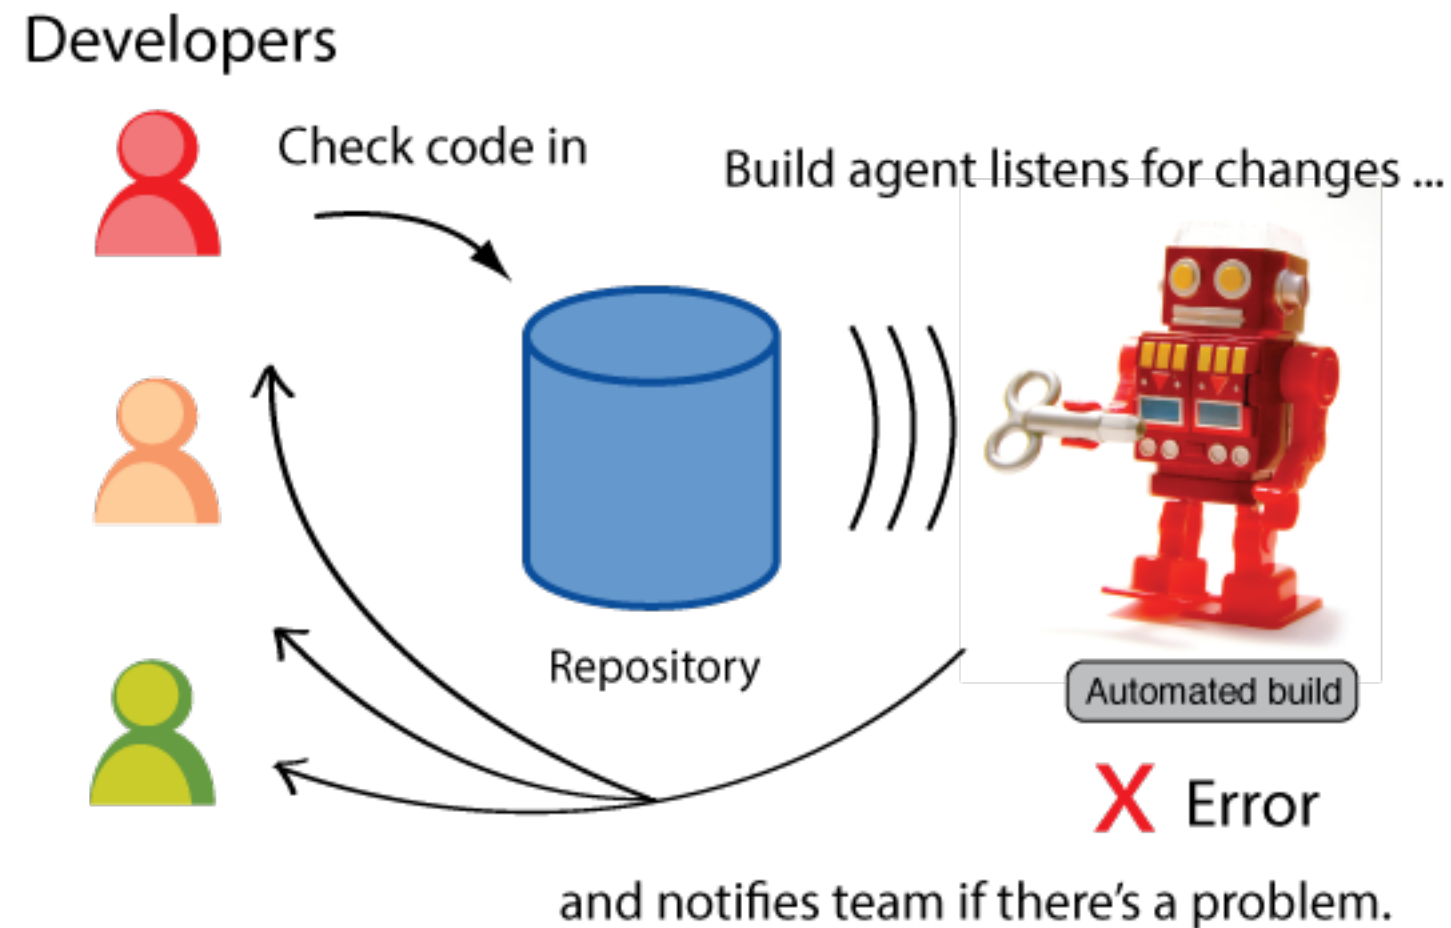 Developers
Check code in
Build agent listens for changes ...
Repository
Automated build
X Error
and notifies team if there's a problem.